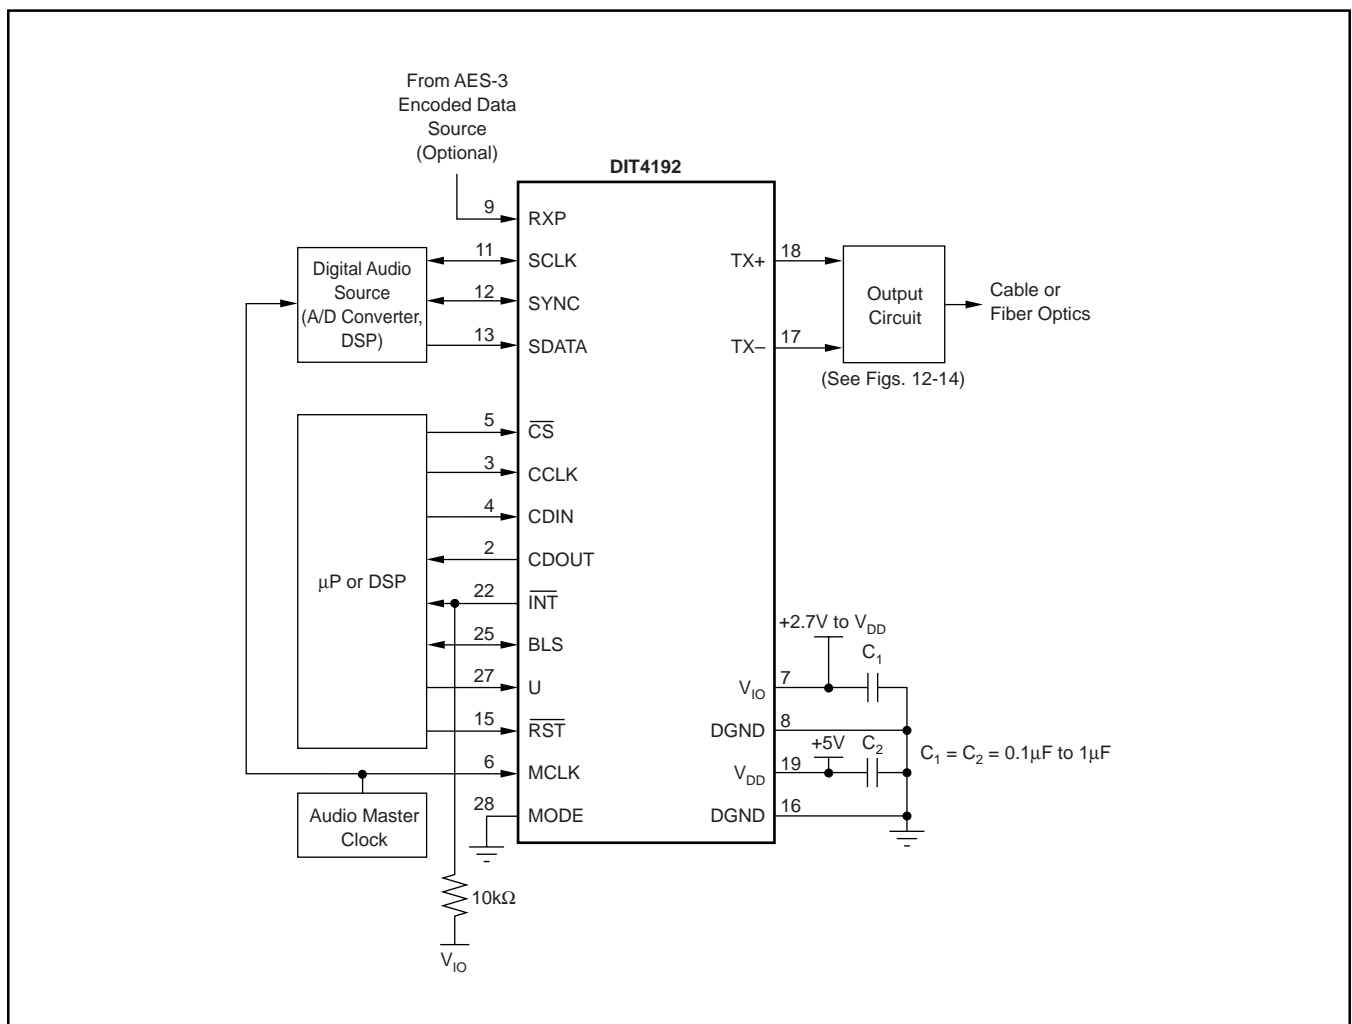 From AES-3
Encoded Data
Source
(Optional)
DIT4192
9
RXP
Digital Audio
Source
(A/D Converter,
DSP)
11
SCLK
12
SYNC
13
SDATA
TX+
18
TX–
17
Output
Circuit
Cable or
Fiber Optics
(See Figs. 12-14)
µP or DSP
5
C̅S̅
3
CCLK
4
CDIN
2
CDOUT
22
I̅N̅T̅
25
BLS
27
U
15
R̅S̅T̅
6
MCLK
28
MODE
Audio Master
Clock
10kΩ
V_IO
+2.7V to V_DD
C₁
V_IO
7
DGND
8
+5V
C₂
V_DD
19
DGND
16
C₁ = C₂ = 0.1µF to 1µF